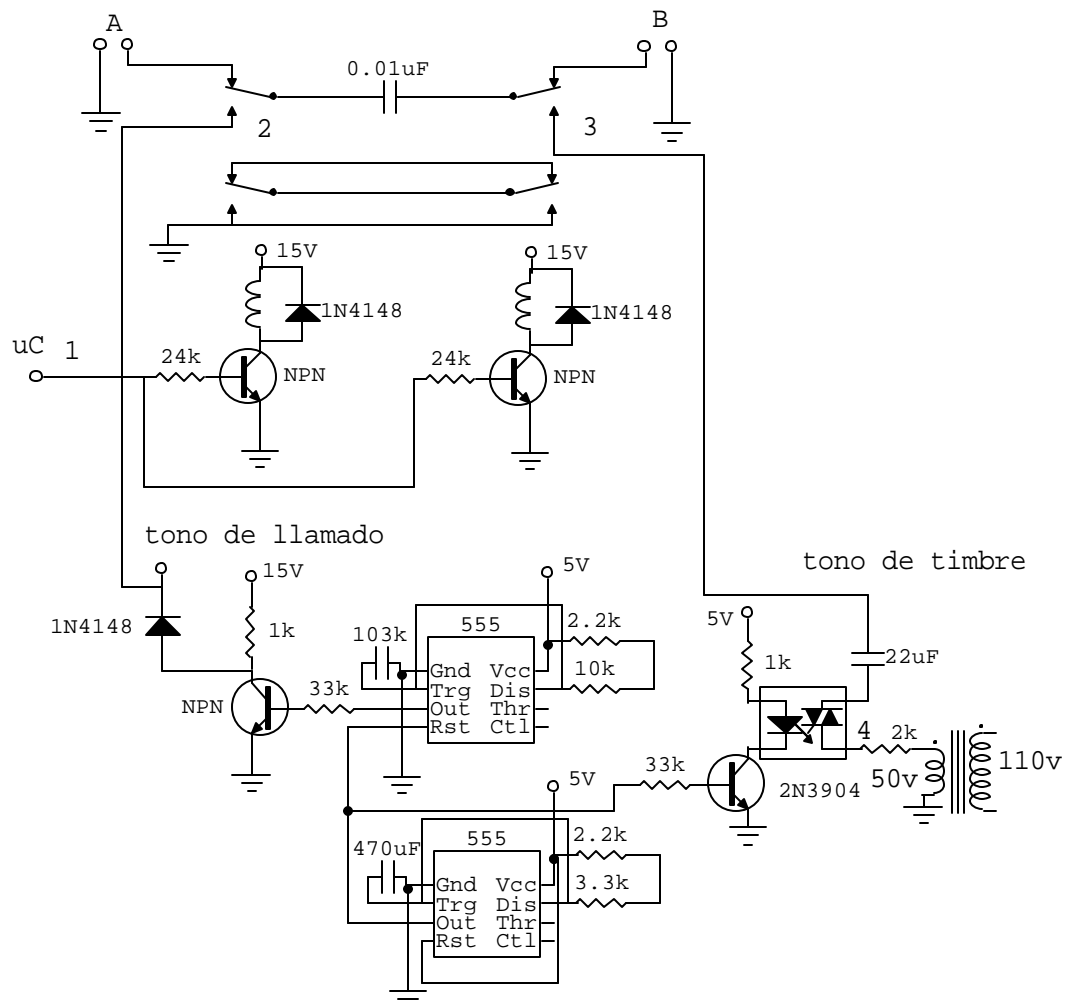 A
B
0.01uF
2
3
15V
15V
1N4148
1N4148
uC
1
24k
NPN
24k
NPN
tono de llamado
tono de timbre
15V
5V
5V
1N4148
1k
103k
555
2.2k
1k
22uF
Gnd Vcc
10k
Trg Dis
NPN
33k
Out Thr
Rst Ctl
4
2k
50v
110v
5V
33k
2N3904
470uF
555
2.2k
Gnd Vcc
3.3k
Trg Dis
Out Thr
Rst Ctl